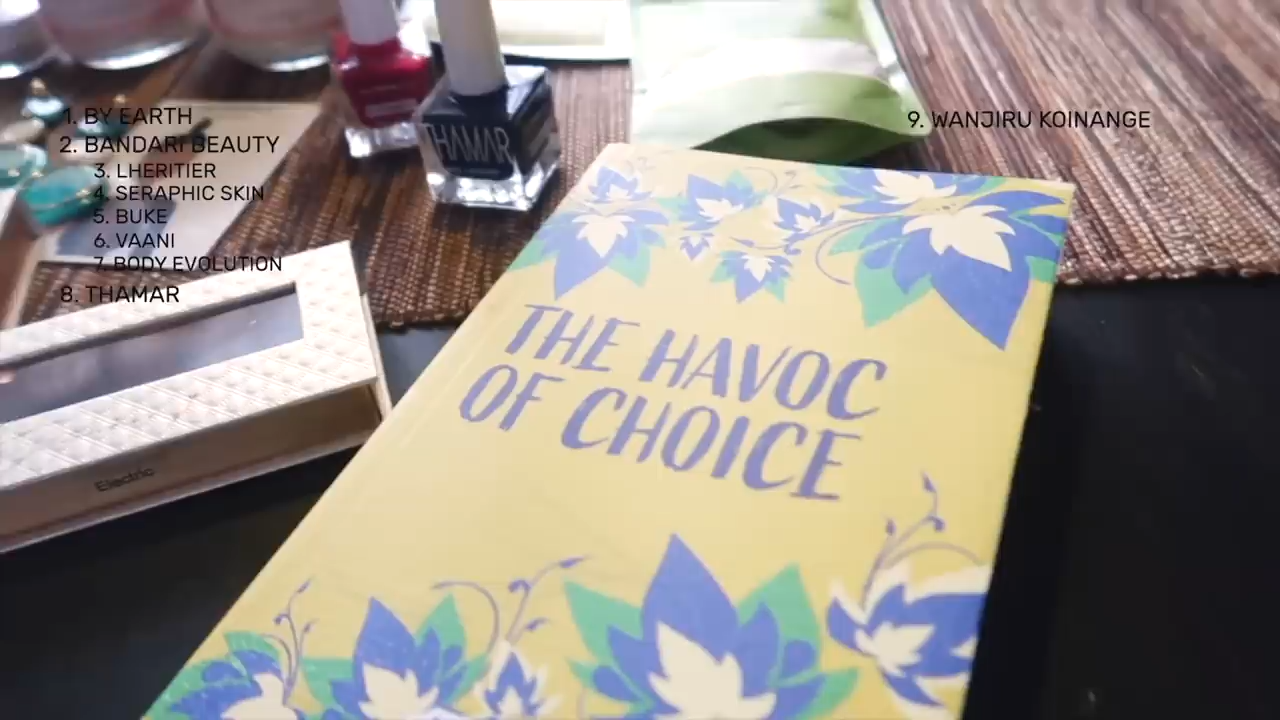 1. BY EARTH
2. BANDARI BEAUTY
3. LHERITIER
4. SERAPHIC SKIN
5. BUKE
6. VAANI
7. BODY EVOLUTION
8. THAMAR
9. WANJIRU KOINANGE
THAMAR
THE HAVOC
OF CHOICE
Electric